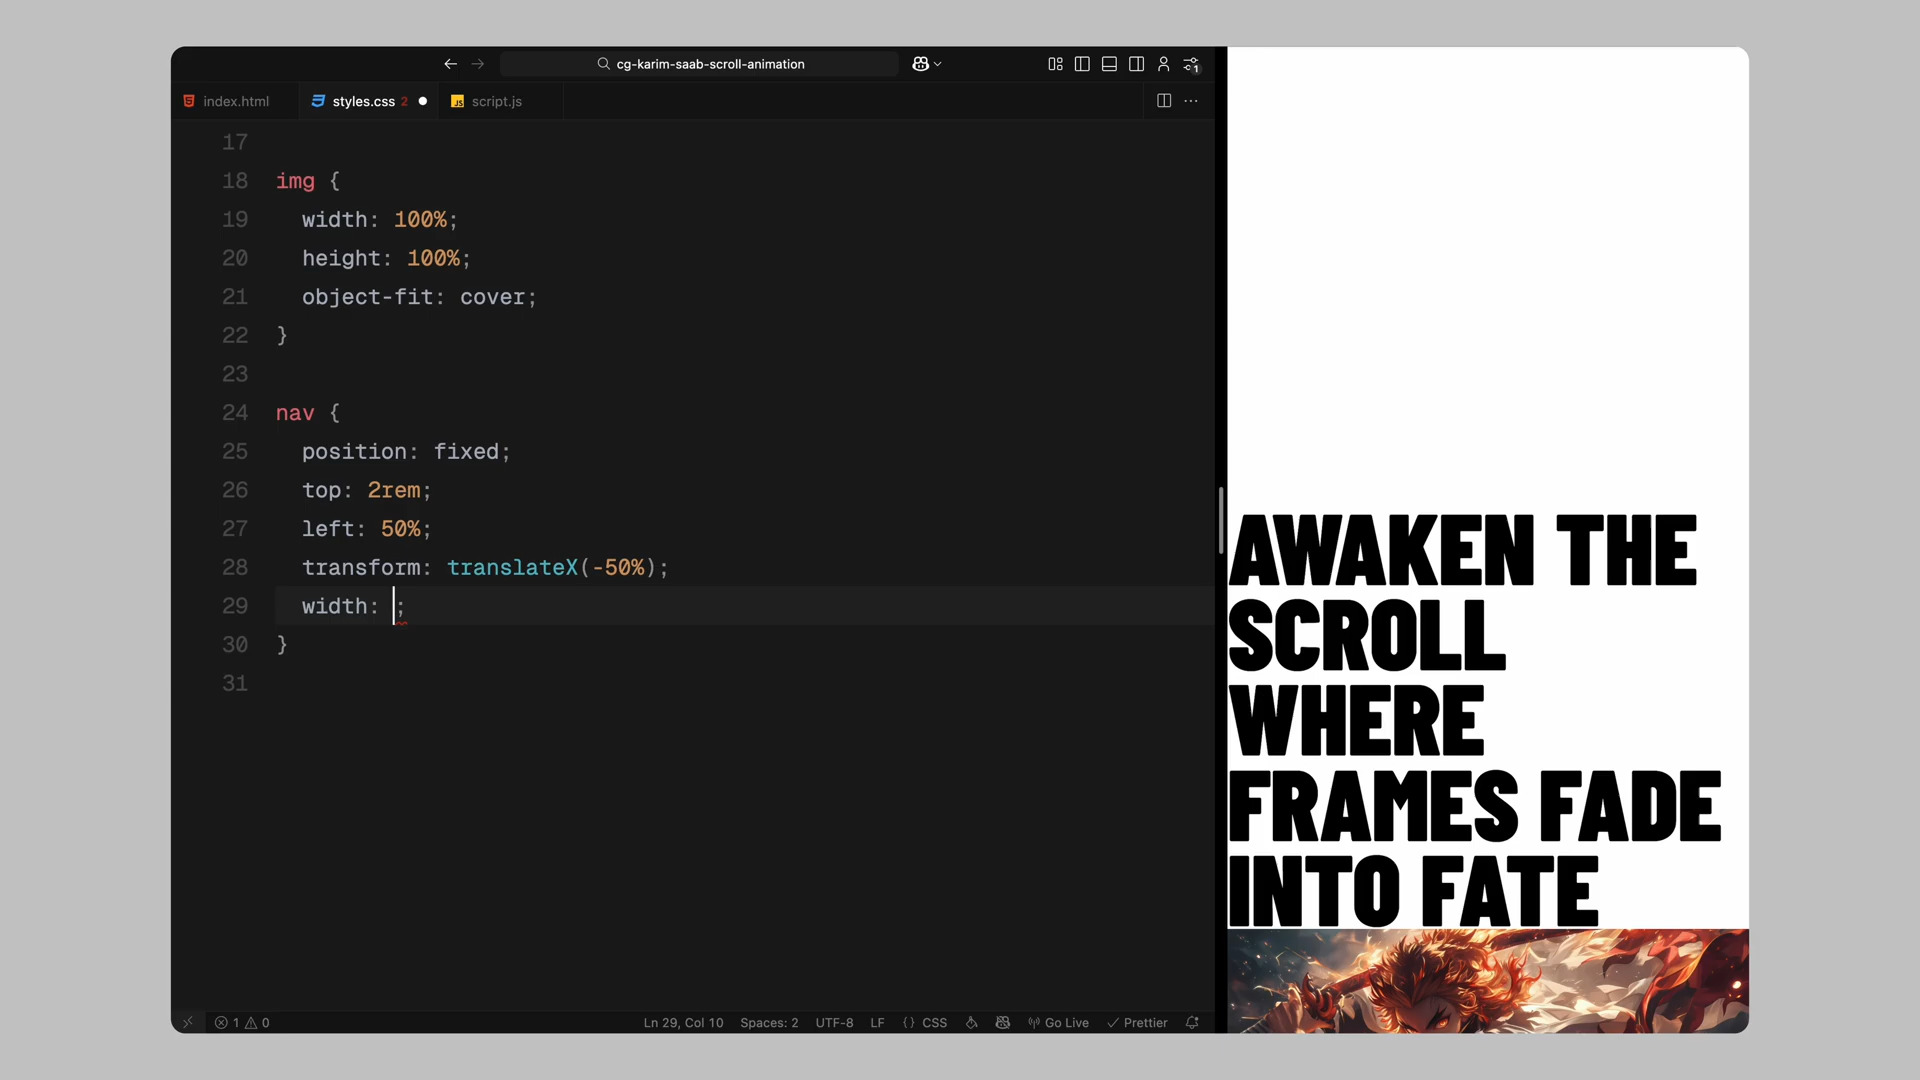 cg-karim-saab-scroll-animation
1
index.html
styles.css 2
JS script.js
17
18 img {
19 width: 100%;
20 height: 100%;
21 object-fit: cover;
22 }
23
24 nav {
25 position: fixed;
26 top: 2rem;
27 left: 50%;
28 transform: translateX(-50%);
29 width: ;
30 }
31
AWAKEN THE
SCROLL
WHERE
FRAMES FADE
INTO FATE
1 0 Ln 29, Col 10 Spaces: 2 UTF-8 LF {} CSS Go Live Prettier